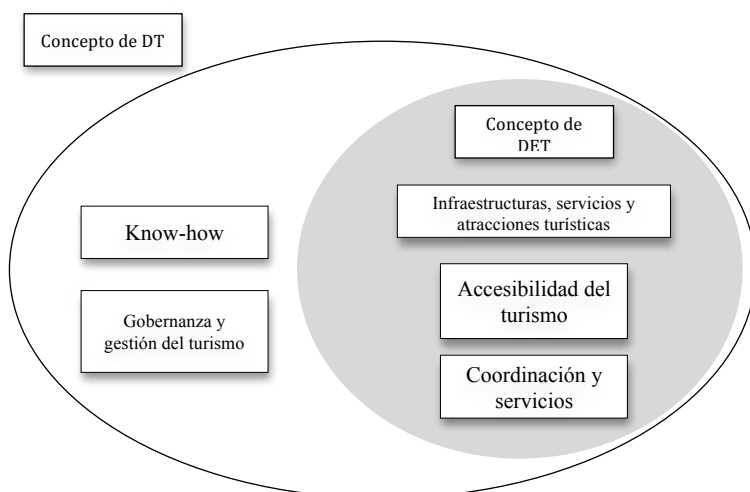 Concepto de DT
Concepto de
DET
Infraestructuras, servicios y
atracciones turísticas
Know-how
Accesibilidad del
turismo
Gobernanza y
gestión del turismo
Coordinación y
servicios